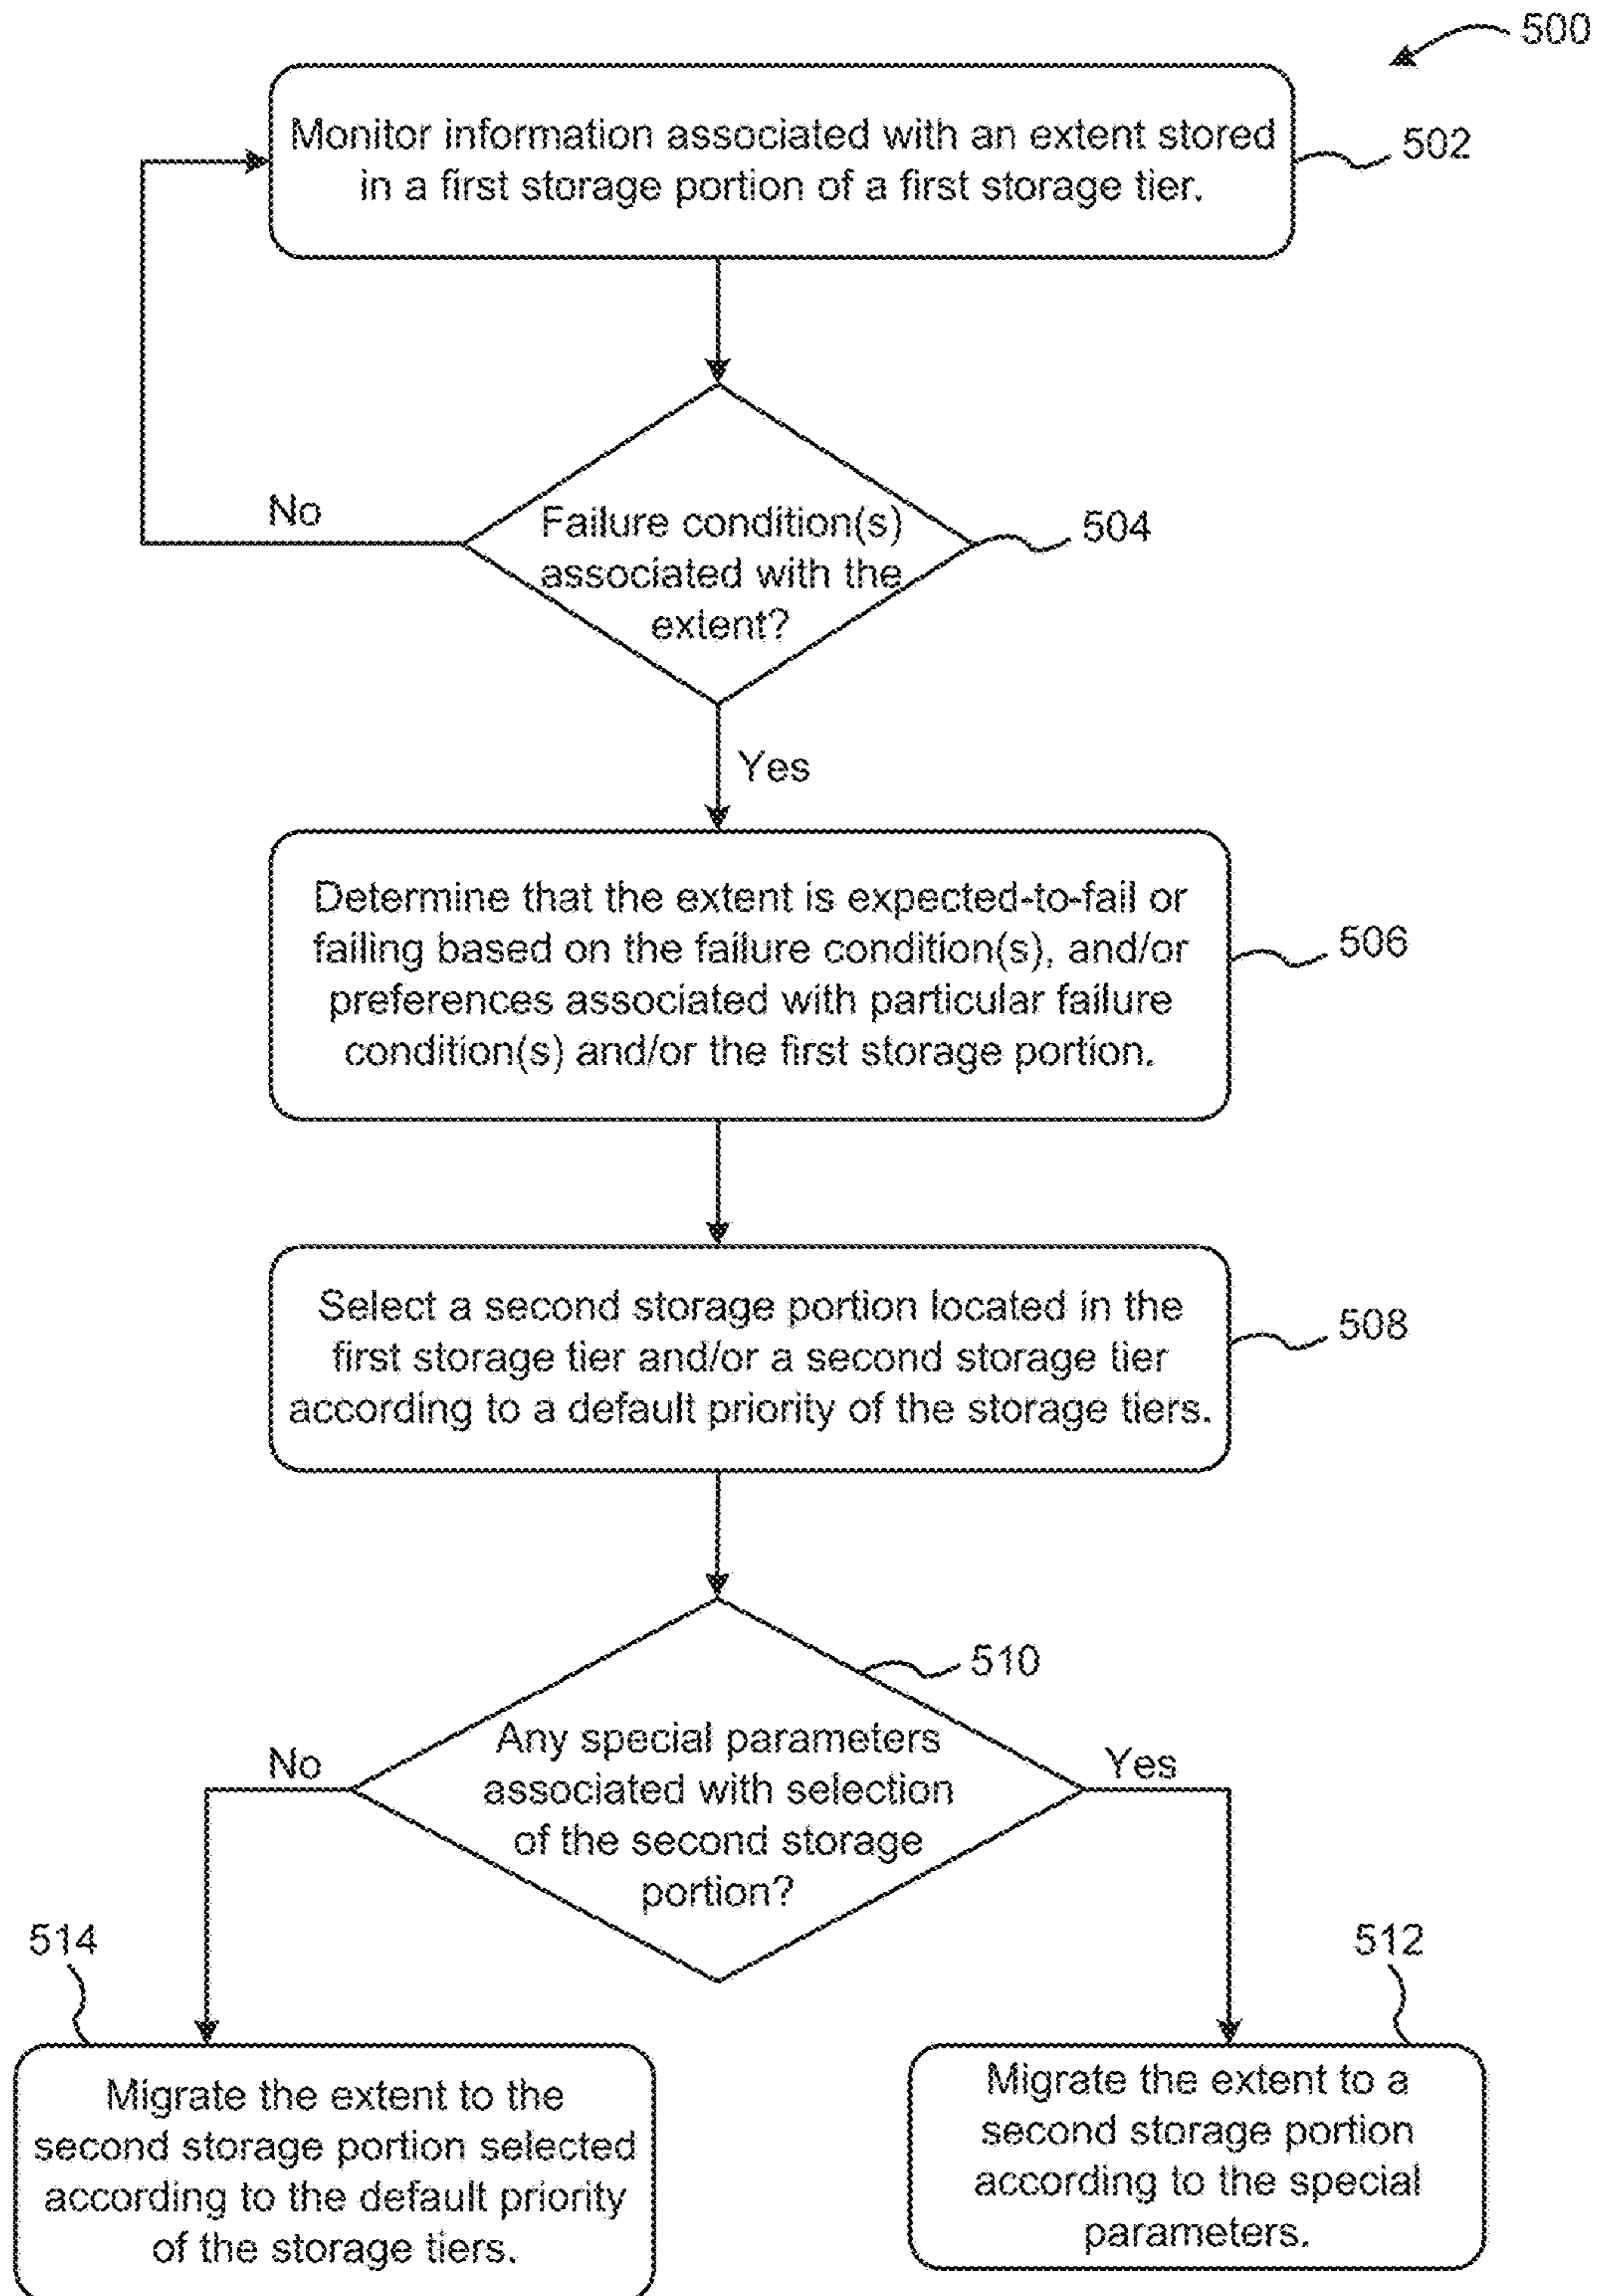 500
Monitor information associated with an extent stored
in a first storage portion of a first storage tier.
502
No
Failure condition(s)
associated with the
extent?
504
Yes
Determine that the extent is expected-to-fail or
failing based on the failure condition(s), and/or
preferences associated with particular failure
condition(s) and/or the first storage portion.
506
Select a second storage portion located in the
first storage tier and/or a second storage tier
according to a default priority of the storage tiers.
508
510
No
Any special parameters
associated with selection
of the second storage
portion?
Yes
514
Migrate the extent to the
second storage portion selected
according to the default priority
of the storage tiers.
512
Migrate the extent to a
second storage portion
according to the special
parameters.